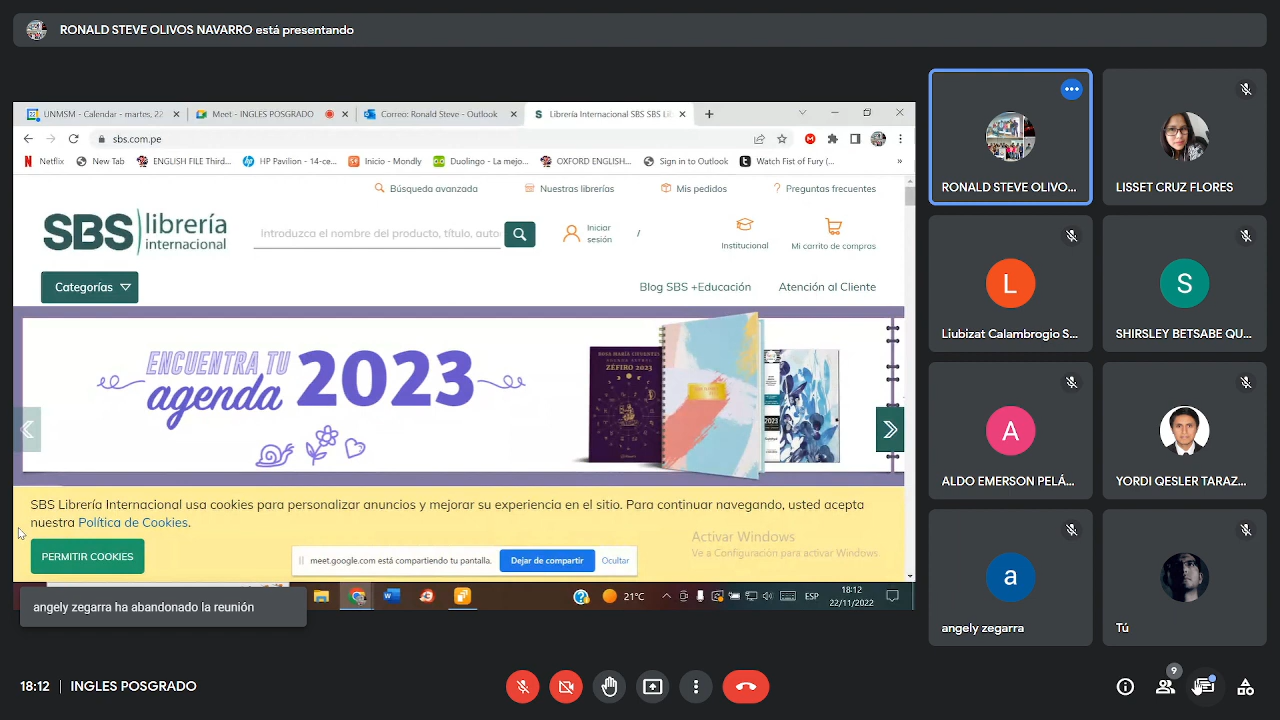 RONALD STEVE OLIVOS NAVARRO está presentando
UNMSM - Calendar - martes, 22
Meet - INGLES POSGRADO
Correo: Ronald Steve - Outlook
Librería Internacional SBS SBS Li
sbs.com.pe
Netflix
New Tab
ENGLISH FILE Third...
HP Pavilion - 14-ce...
Inicio - Mondly
Duolingo - La mejo...
OXFORD ENGLISH...
Sign in to Outlook
Watch Fist of Fury (...
Búsqueda avanzada
Nuestras librerías
Mis pedidos
Preguntas frecuentes
SBS librería internacional
Introduzca el nombre del producto, título, auto
Iniciar sesión /
Institucional
Mi carrito de compras
Categorías
Blog SBS +Educación
Atención al Cliente
ENCUENTRA TU
agenda 2023
ROSA MARÍA CIFUENTES
ZÉFIRO 2023
2023
SBS Librería Internacional usa cookies para personalizar anuncios y mejorar su experiencia en el sitio. Para continuar navegando, usted acepta
nuestra Política de Cookies.
PERMITIR COOKIES
Activar Windows
Ve a Configuración para activar Windows.
meet.google.com está compartiendo tu pantalla.
Dejar de compartir
Ocultar
angely zegarra ha abandonado la reunión
21°C
ESP
18:12
22/11/2022
RONALD STEVE OLIVO...
LISSET CRUZ FLORES
L
Liubizat Calambrogio S...
S
SHIRSLEY BETSABE QU...
A
ALDO EMERSON PELÁ...
YORDI QESLER TARAZ...
a
angely zegarra
Tú
18:12 | INGLES POSGRADO
9